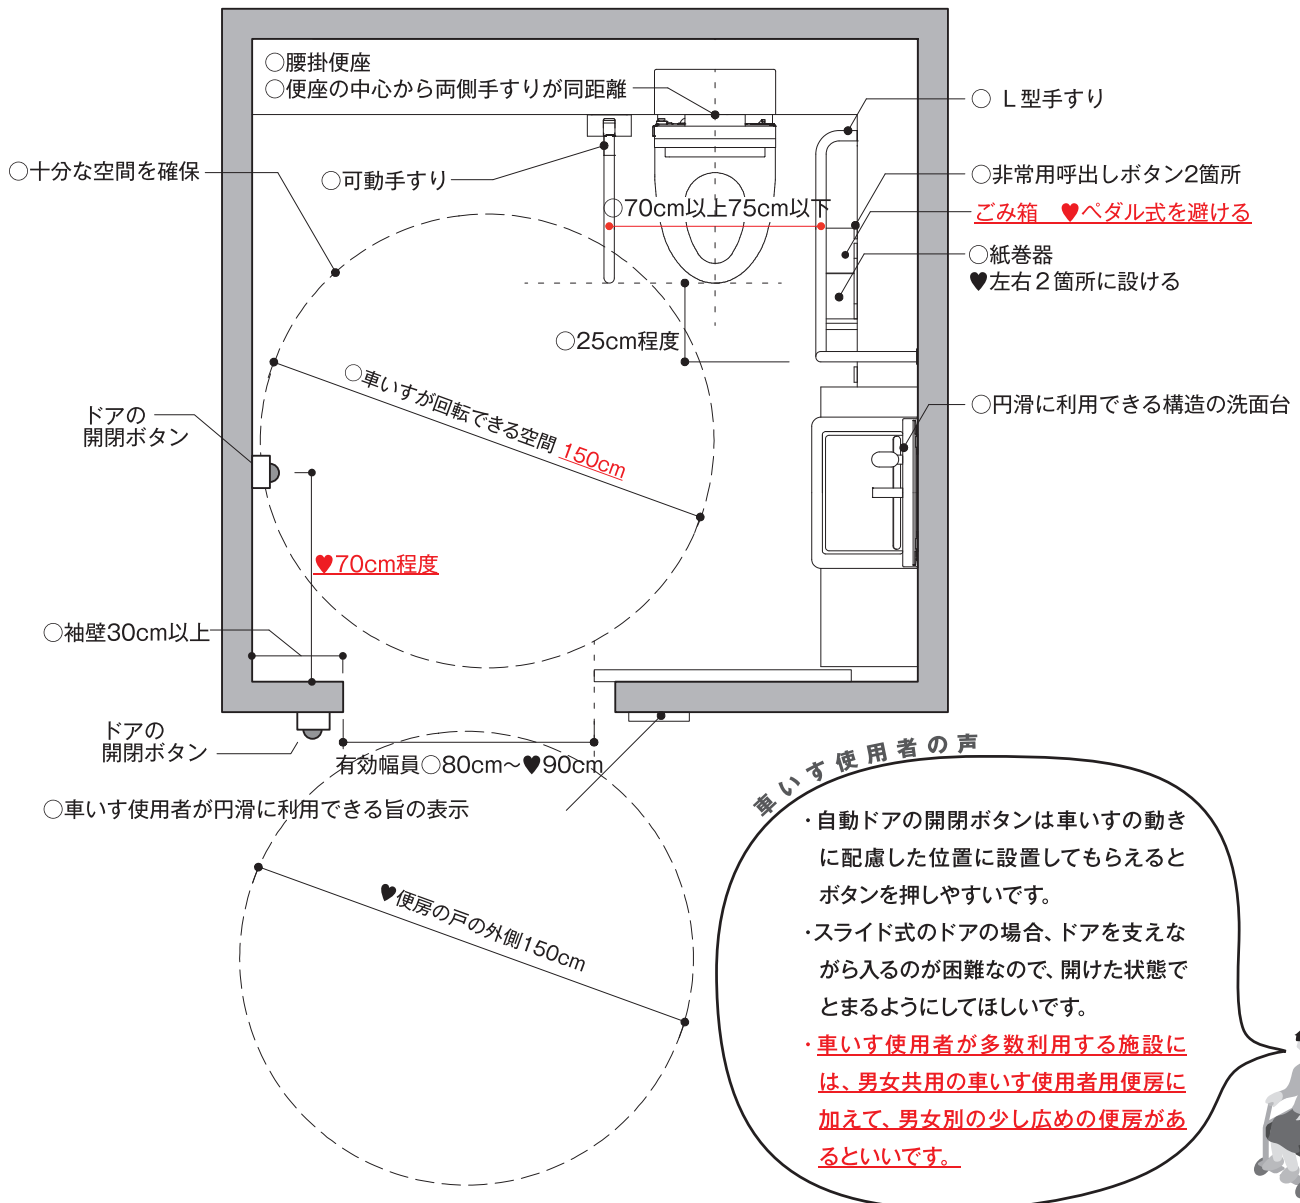 ○腰掛便座
○便座の中心から両側手すりが同距離
○ L型手すり
○十分な空間を確保
○可動手すり
○非常用呼出しボタン2箇所
○70cm以上75cm以下
ごみ箱 ♥ペダル式を避ける
○紙巻器
♥左右2箇所に設ける
○25cm程度
○車いすが回転できる空間 150cm
ドアの
開閉ボタン
○円滑に利用できる構造の洗面台
♥70cm程度
○袖壁30cm以上
ドアの
開閉ボタン
有効幅員○80cm～♥90cm
○車いす使用者が円滑に利用できる旨の表示
♥便房の戸の外側150cm
車いす使用者の声
・自動ドアの開閉ボタンは車いすの動き
に配慮した位置に設置してもらえると
ボタンを押しやすいです。
・スライド式のドアの場合、ドアを支えな
がら入るのが困難なので、開けた状態で
とまるようにしてほしいです。
・車いす使用者が多数利用する施設に
は、男女共用の車いす使用者用便房に
加えて、男女別の少し広めの便房があ
るといいです。